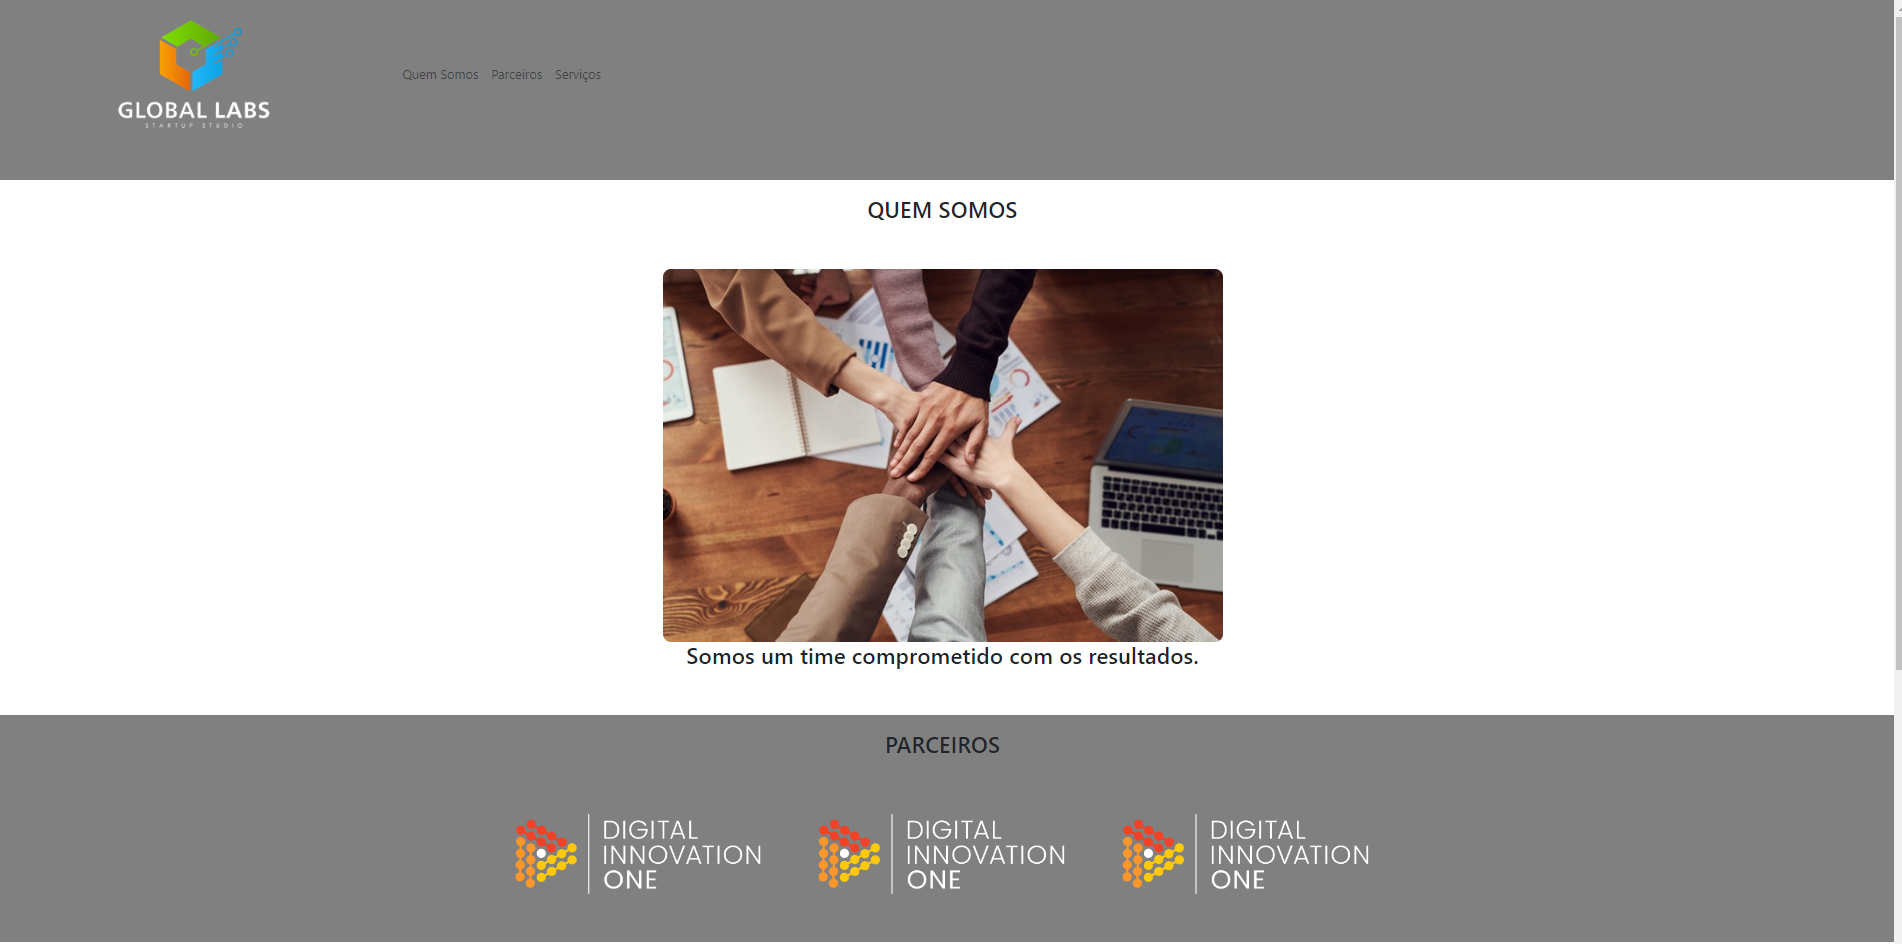 GLOBAL LABS
STARTUP STUDIO
Quem Somos Parceiros Serviços
QUEM SOMOS
Somos um time comprometido com os resultados.
PARCEIROS
DIGITAL
INNOVATION
ONE
DIGITAL
INNOVATION
ONE
DIGITAL
INNOVATION
ONE